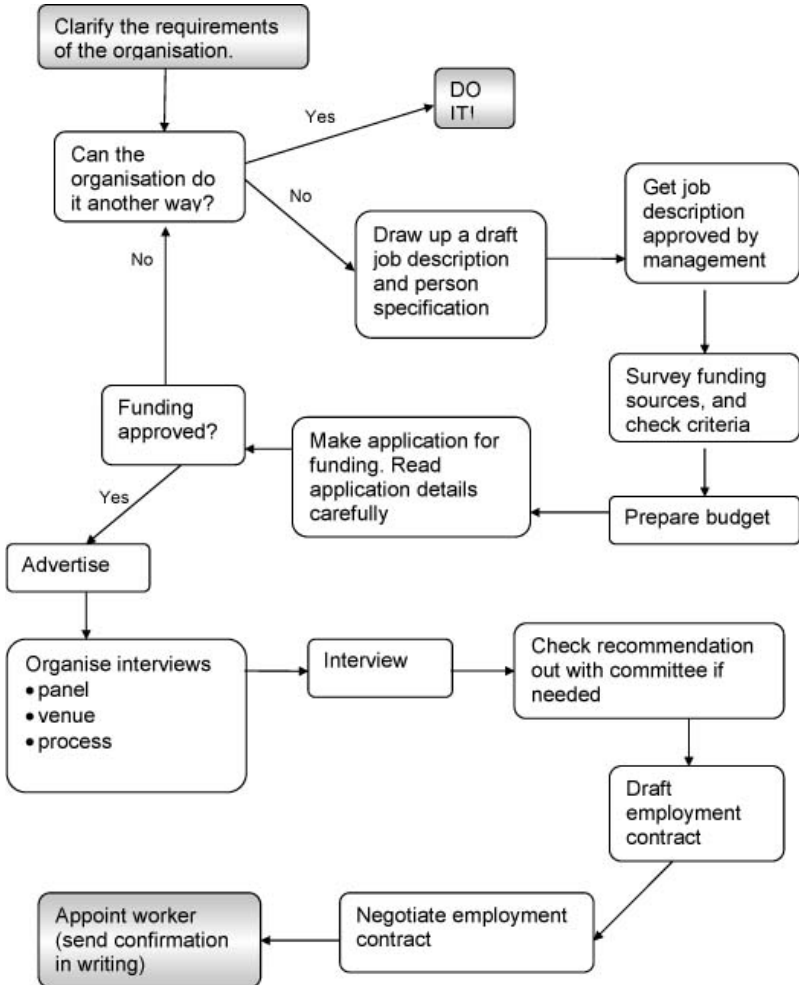 Clarify the requirements
of the organisation.
DO
IT!
Yes
Can the
organisation do
it another way?
No
Draw up a draft
job description
and person
specification
Get job
description
approved by
management
No
Survey funding
sources, and
check criteria
Funding
approved?
Make application for
funding. Read
application details
carefully
Prepare budget
Yes
Advertise
Organise interviews
• panel
• venue
• process
Interview
Check recommendation
out with committee if
needed
Draft
employment
contract
Negotiate employment
contract
Appoint worker
(send confirmation
in writing)